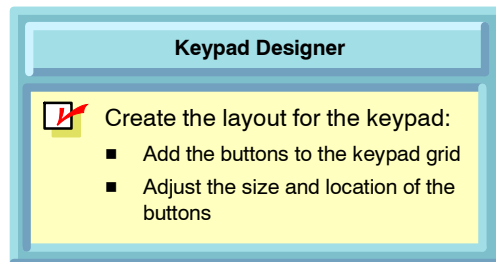 Keypad Designer
Create the layout for the keypad:
■ Add the buttons to the keypad grid
■ Adjust the size and location of the
buttons